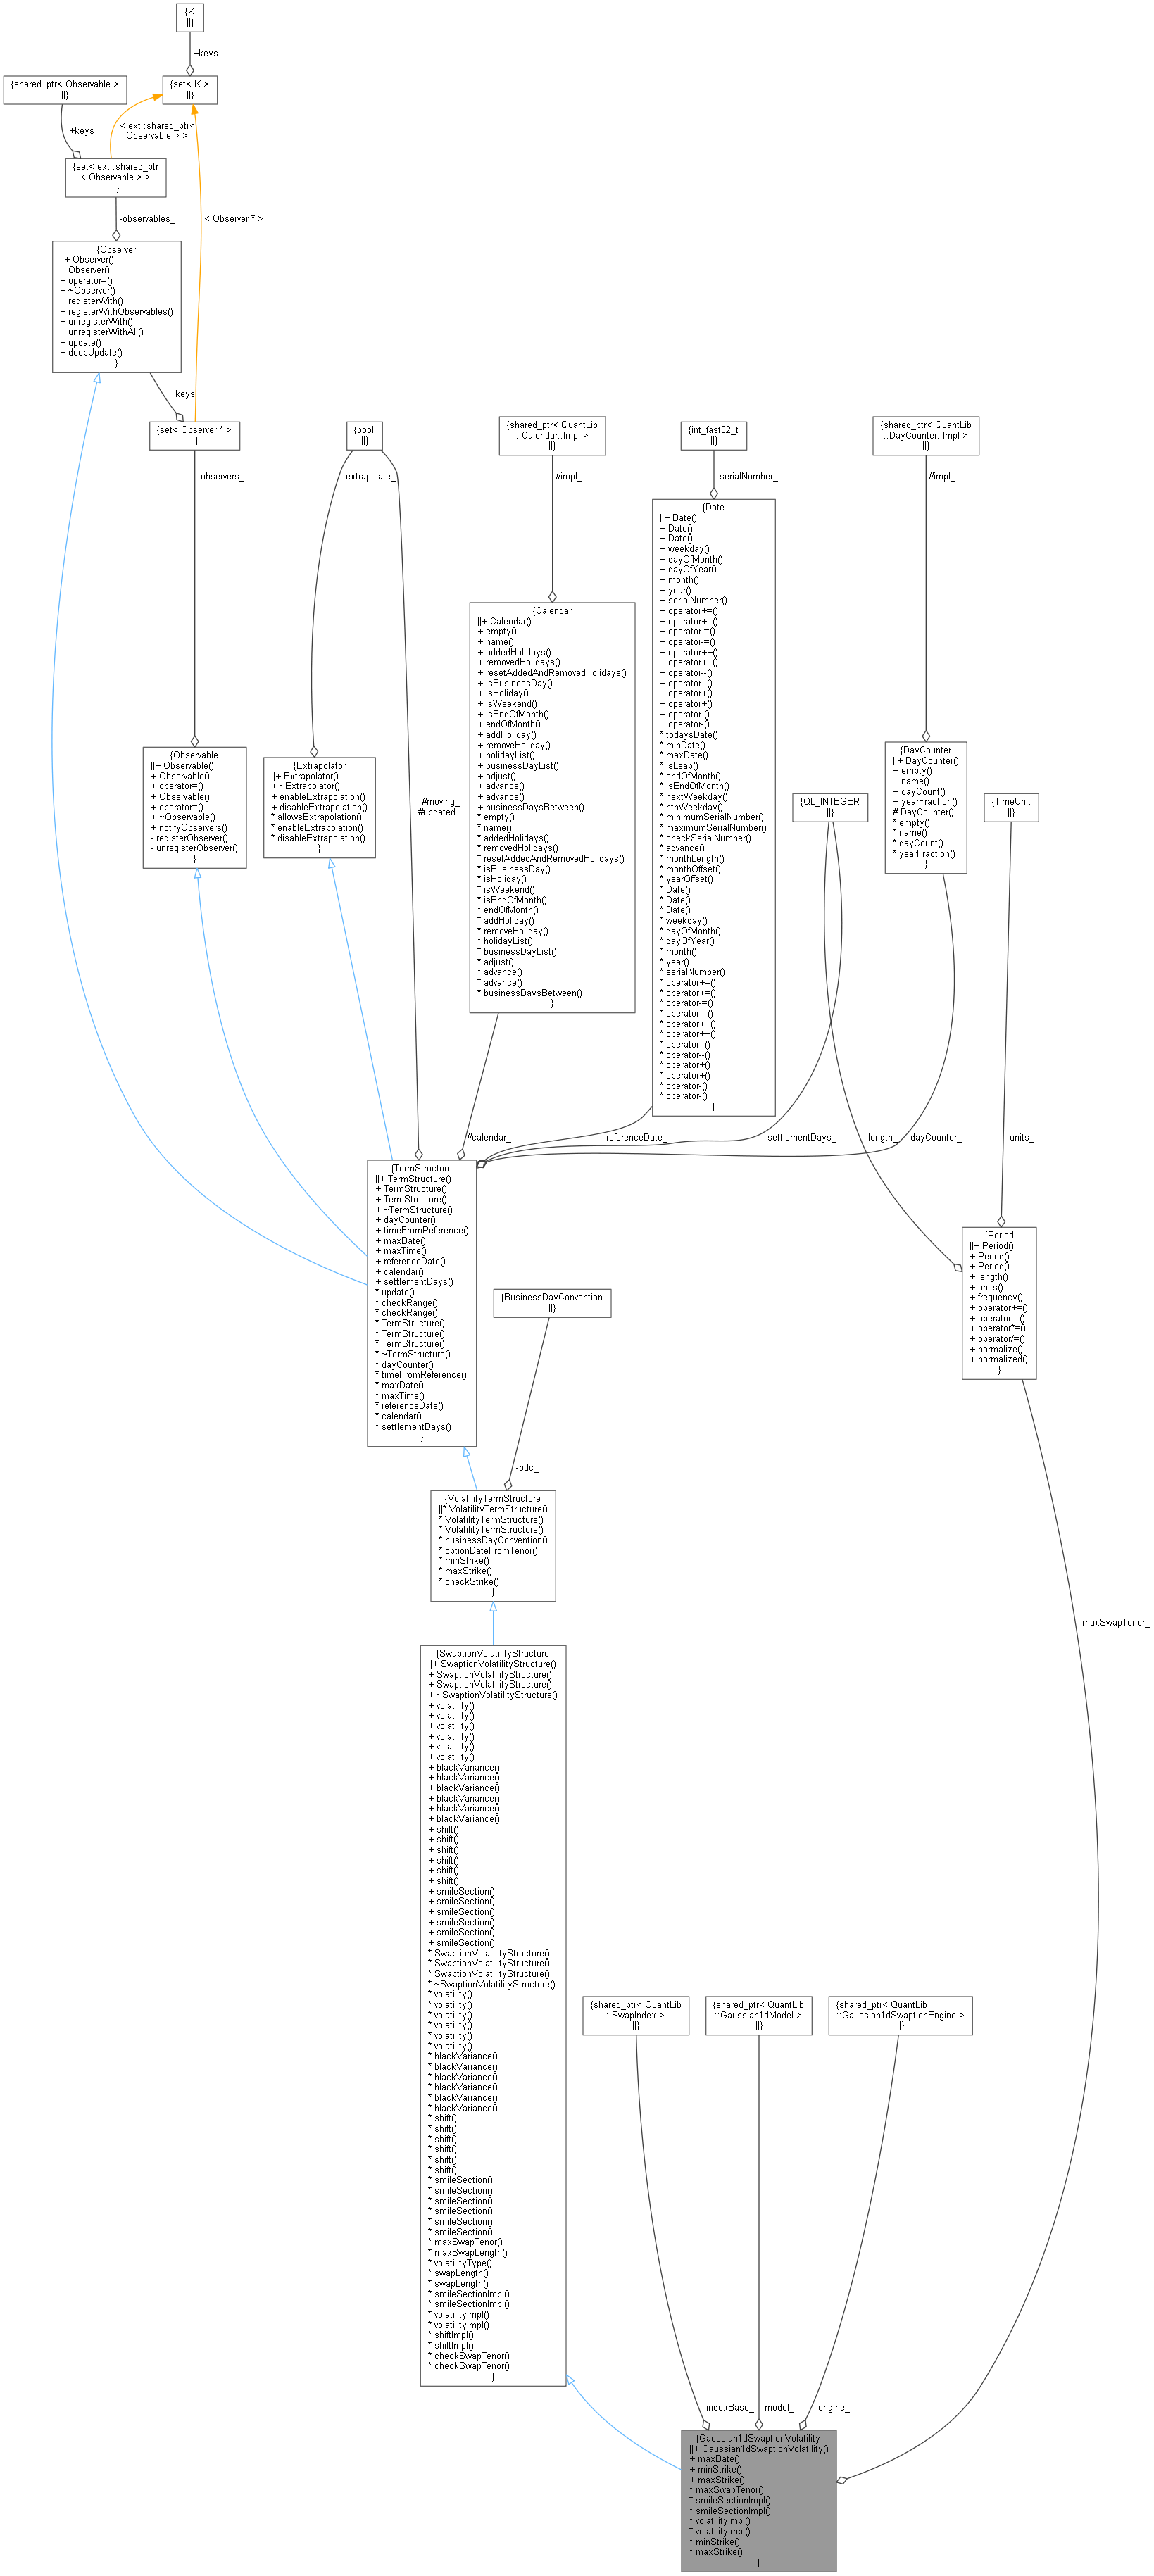 {K
||}
+keys
{shared_ptr< Observable >
||}
{set< K >
||}
+keys
< ext::shared_ptr<
Observable > >
{set< ext::shared_ptr
< Observable > >
||}
-observables_
< Observer * >
{Observer
||+ Observer()
+ Observer()
+ operator=()
+ ~Observer()
+ registerWith()
+ registerWithObservables()
+ unregisterWith()
+ unregisterWithAll()
+ update()
+ deepUpdate()
}
+keys
{set< Observer * >
||}
{bool
||}
{shared_ptr< QuantLib
::Calendar::Impl >
||}
{int_fast32_t
||}
{shared_ptr< QuantLib
::DayCounter::Impl >
||}
-observers_
-extrapolate_
#impl_
-serialNumber_
#impl_
{Date
||+ Date()
+ Date()
+ Date()
+ weekday()
+ dayOfMonth()
+ dayOfYear()
+ month()
+ year()
+ serialNumber()
+ operator+=()
+ operator+=()
+ operator-=()
+ operator-=()
+ operator++()
+ operator++()
+ operator--()
+ operator--()
+ operator+()
+ operator+()
+ operator-()
+ operator-()
* todaysDate()
* minDate()
* maxDate()
* isLeap()
* endOfMonth()
* isEndOfMonth()
* nextWeekday()
* nthWeekday()
* minimumSerialNumber()
* maximumSerialNumber()
* checkSerialNumber()
* advance()
* monthLength()
* monthOffset()
* yearOffset()
* Date()
* Date()
* Date()
* weekday()
* dayOfMonth()
* dayOfYear()
* month()
* year()
* serialNumber()
* operator+=()
* operator+=()
* operator-=()
* operator-=()
* operator++()
* operator++()
* operator--()
* operator--()
* operator+()
* operator+()
* operator-()
* operator-()
}
{Calendar
||+ Calendar()
+ empty()
+ name()
+ addedHolidays()
+ removedHolidays()
+ resetAddedAndRemovedHolidays()
+ isBusinessDay()
+ isHoliday()
+ isWeekend()
+ isEndOfMonth()
+ endOfMonth()
+ addHoliday()
+ removeHoliday()
+ holidayList()
+ businessDayList()
+ adjust()
+ advance()
+ advance()
+ businessDaysBetween()
* empty()
* name()
* addedHolidays()
* removedHolidays()
* resetAddedAndRemovedHolidays()
* isBusinessDay()
* isHoliday()
* isWeekend()
* isEndOfMonth()
* endOfMonth()
* addHoliday()
* removeHoliday()
* holidayList()
* businessDayList()
* adjust()
* advance()
* advance()
* businessDaysBetween()
}
{Observable
||+ Observable()
+ Observable()
+ operator=()
+ Observable()
+ operator=()
+ ~Observable()
+ notifyObservers()
- registerObserver()
- unregisterObserver()
}
{Extrapolator
||+ Extrapolator()
+ ~Extrapolator()
+ enableExtrapolation()
+ disableExtrapolation()
* allowsExtrapolation()
* enableExtrapolation()
* disableExtrapolation()
}
#moving_
#updated_
{DayCounter
||+ DayCounter()
+ empty()
+ name()
+ dayCount()
+ yearFraction()
# DayCounter()
* empty()
* name()
* dayCount()
* yearFraction()
}
{QL_INTEGER
||}
{TimeUnit
||}
#calendar_
-referenceDate_
-settlementDays_
-length_
-dayCounter_
-units_
{TermStructure
||+ TermStructure()
+ TermStructure()
+ TermStructure()
+ ~TermStructure()
+ dayCounter()
+ timeFromReference()
+ maxDate()
+ maxTime()
+ referenceDate()
+ calendar()
+ settlementDays()
* update()
* checkRange()
* checkRange()
* TermStructure()
* TermStructure()
* TermStructure()
* ~TermStructure()
* dayCounter()
* timeFromReference()
* maxDate()
* maxTime()
* referenceDate()
* calendar()
* settlementDays()
}
{Period
||+ Period()
+ Period()
+ Period()
+ length()
+ units()
+ frequency()
+ operator+=()
+ operator-=()
+ operator*=()
+ operator/=()
+ normalize()
+ normalized()
}
{BusinessDayConvention
||}
-bdc_
{VolatilityTermStructure
||* VolatilityTermStructure()
* VolatilityTermStructure()
* VolatilityTermStructure()
* businessDayConvention()
* optionDateFromTenor()
* minStrike()
* maxStrike()
* checkStrike()
}
-maxSwapTenor_
{SwaptionVolatilityStructure
||+ SwaptionVolatilityStructure()
+ SwaptionVolatilityStructure()
+ SwaptionVolatilityStructure()
+ ~SwaptionVolatilityStructure()
+ volatility()
+ volatility()
+ volatility()
+ volatility()
+ volatility()
+ volatility()
+ blackVariance()
+ blackVariance()
+ blackVariance()
+ blackVariance()
+ blackVariance()
+ blackVariance()
+ shift()
+ shift()
+ shift()
+ shift()
+ shift()
+ shift()
+ smileSection()
+ smileSection()
+ smileSection()
+ smileSection()
+ smileSection()
+ smileSection()
* SwaptionVolatilityStructure()
* SwaptionVolatilityStructure()
* SwaptionVolatilityStructure()
* ~SwaptionVolatilityStructure()
* volatility()
* volatility()
* volatility()
* volatility()
* volatility()
* volatility()
* blackVariance()
* blackVariance()
* blackVariance()
* blackVariance()
* blackVariance()
* blackVariance()
* shift()
* shift()
* shift()
* shift()
* shift()
* shift()
* smileSection()
* smileSection()
* smileSection()
* smileSection()
* smileSection()
* smileSection()
* maxSwapTenor()
* maxSwapLength()
* volatilityType()
* swapLength()
* swapLength()
* smileSectionImpl()
* smileSectionImpl()
* volatilityImpl()
* volatilityImpl()
* shiftImpl()
* shiftImpl()
* checkSwapTenor()
* checkSwapTenor()
}
{shared_ptr< QuantLib
::SwapIndex >
||}
{shared_ptr< QuantLib
::Gaussian1dModel >
||}
{shared_ptr< QuantLib
::Gaussian1dSwaptionEngine >
||}
-indexBase_
-model_
-engine_
{Gaussian1dSwaptionVolatility
||+ Gaussian1dSwaptionVolatility()
+ maxDate()
+ minStrike()
+ maxStrike()
* maxSwapTenor()
* smileSectionImpl()
* smileSectionImpl()
* volatilityImpl()
* volatilityImpl()
* minStrike()
* maxStrike()
}